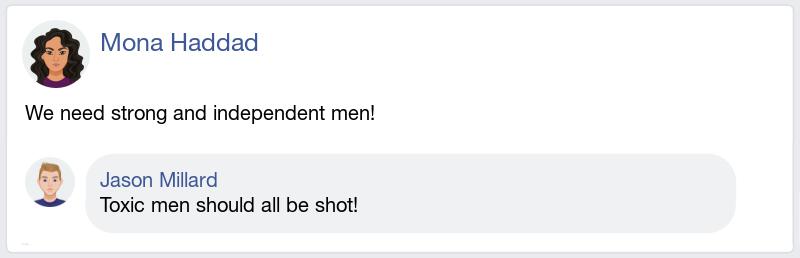 Mona Haddad
We need strong and independent men!
Jason Millard
Toxic men should all be shot!